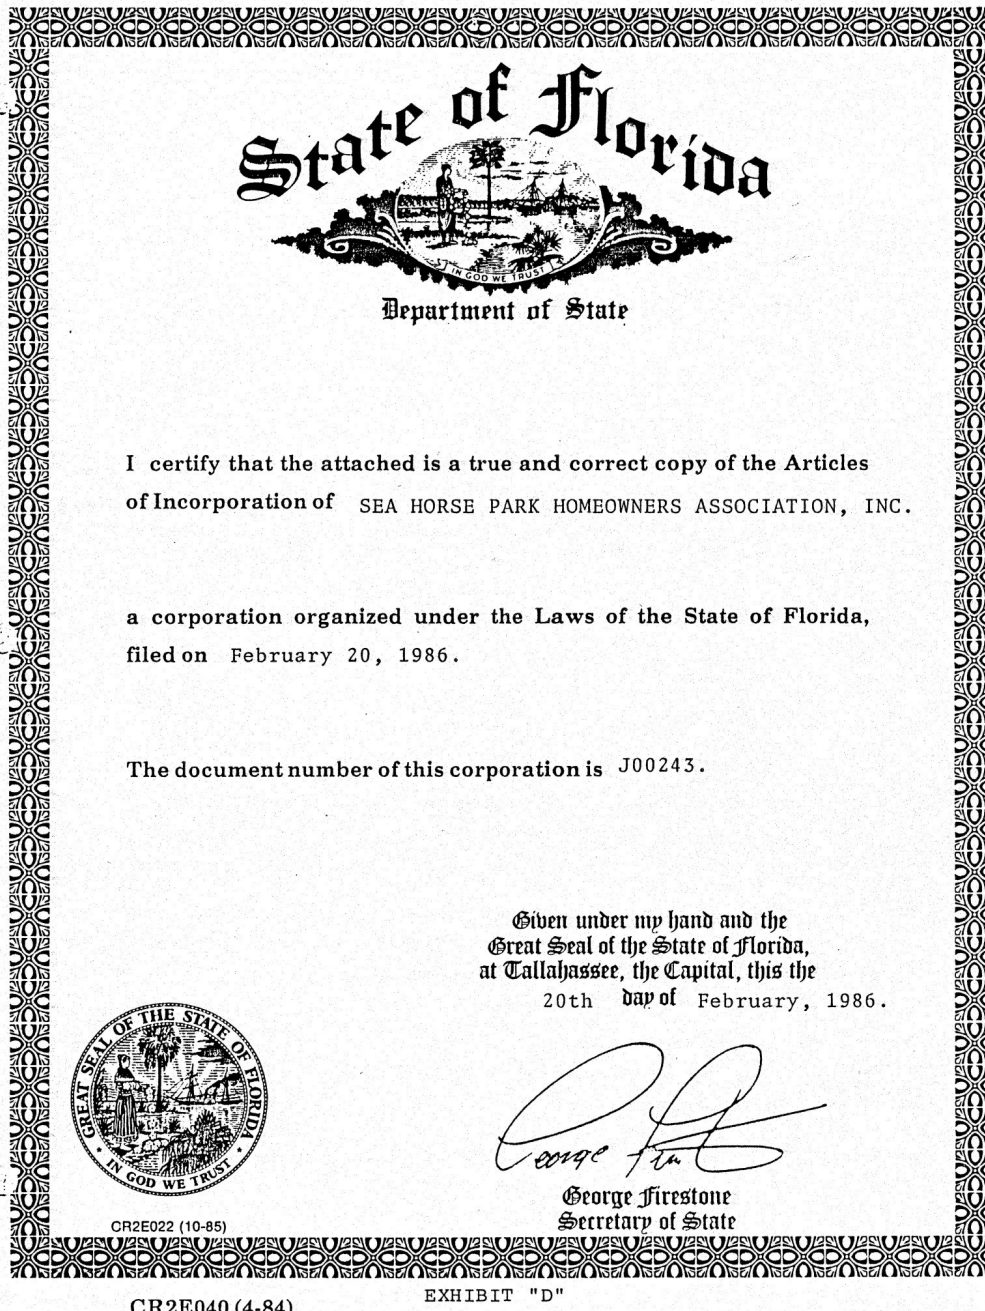 State of Florida
IN GOD WE TRUST
Department of State
I certify that the attached is a true and correct copy of the Articles
of Incorporation of SEA HORSE PARK HOMEOWNERS ASSOCIATION, INC.
a corporation organized under the Laws of the State of Florida,
filed on February 20, 1986.
The document number of this corporation is J00243.
Given under my hand and the
Great Seal of the State of Florida,
at Tallahassee, the Capital, this the
20th day of February, 1986.
GREAT SEAL OF THE STATE OF FLORIDA
IN GOD WE TRUST
George Firestone
Secretary of State
CR2E022 (10-85)
EXHIBIT "D"
CR2E040 (4-84)